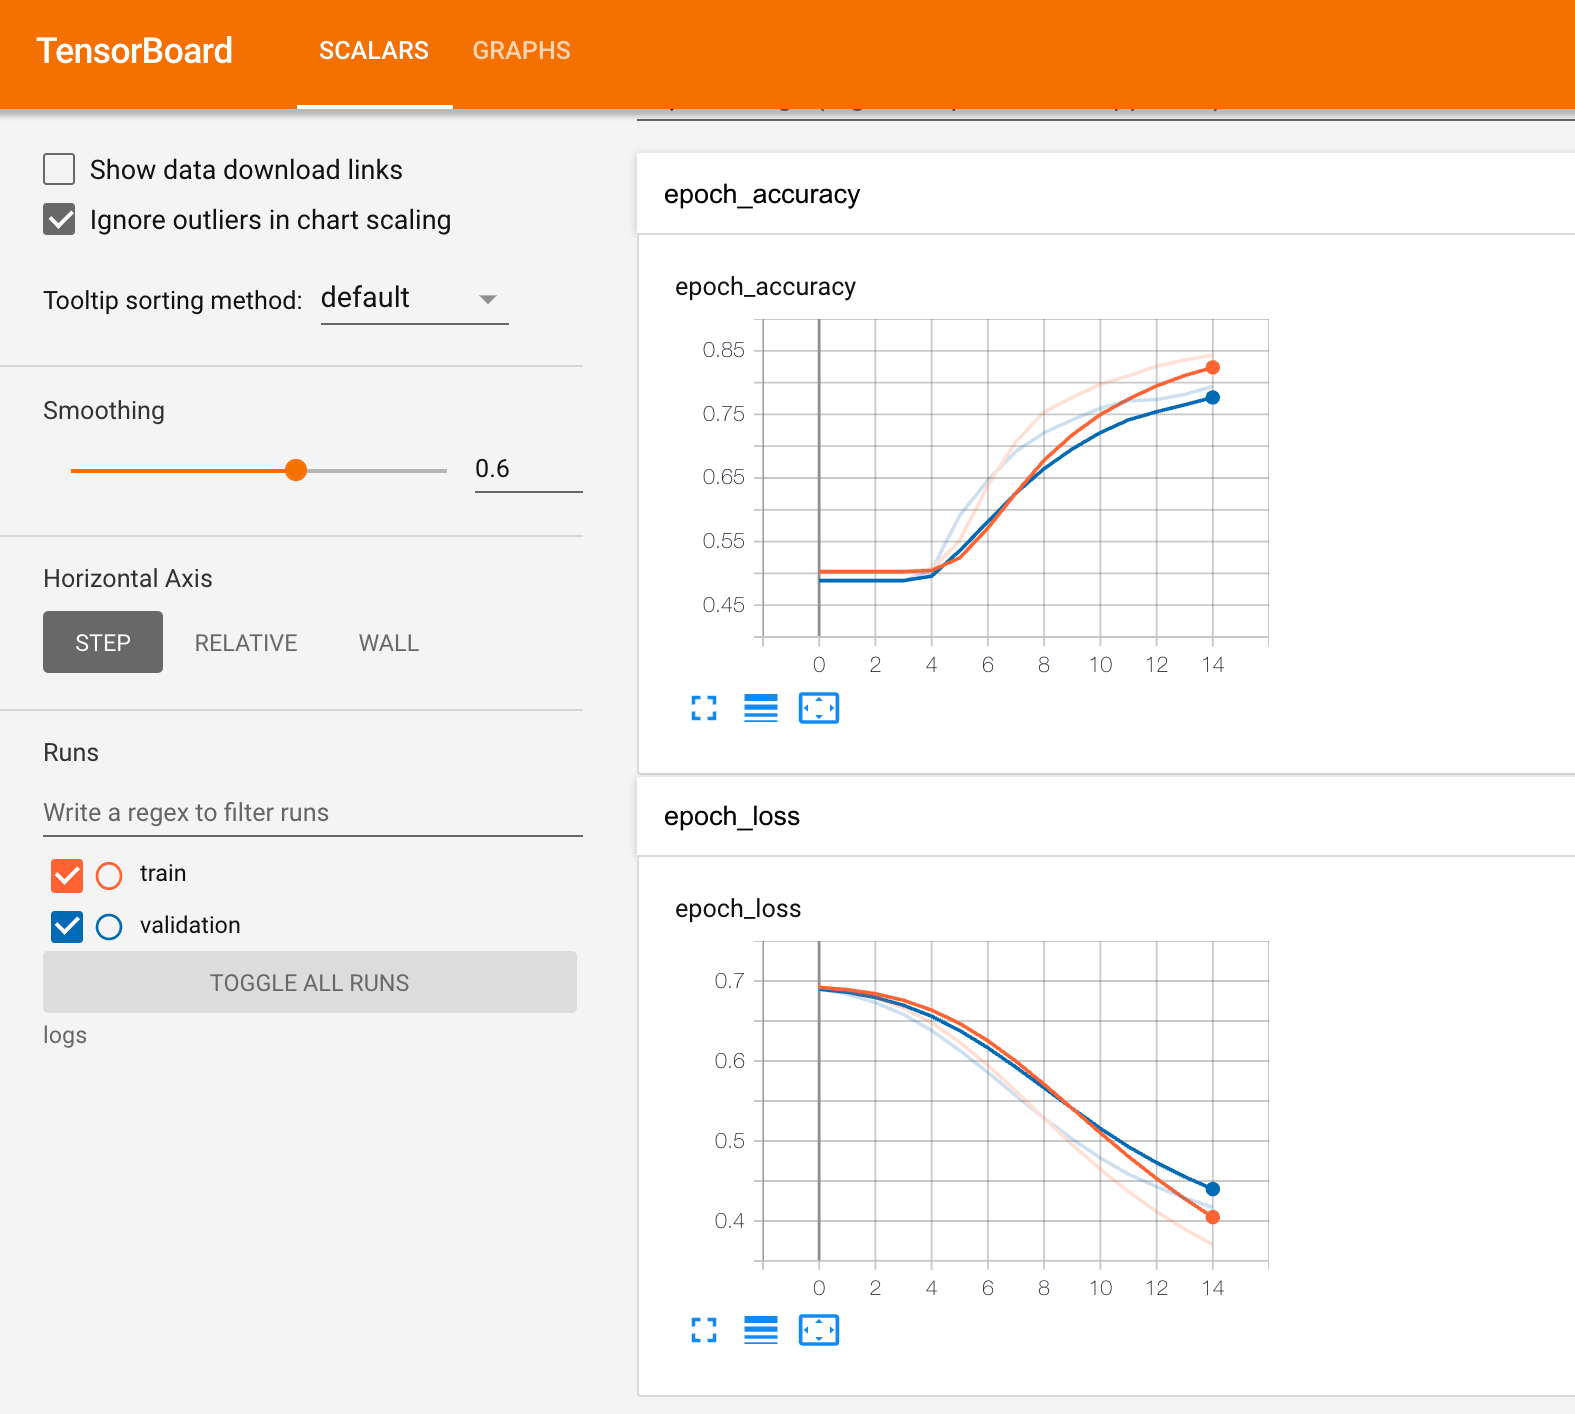 TensorBoard
SCALARS
GRAPHS
Show data download links
Ignore outliers in chart scaling
Tooltip sorting method: default
Smoothing
0.6
Horizontal Axis
STEP RELATIVE WALL
Runs
Write a regex to filter runs
train
validation
TOGGLE ALL RUNS
logs
epoch_accuracy
epoch_accuracy
0.85
0.75
0.65
0.55
0.45
0 2 4 6 8 10 12 14
epoch_loss
epoch_loss
0.7
0.6
0.5
0.4
0 2 4 6 8 10 12 14